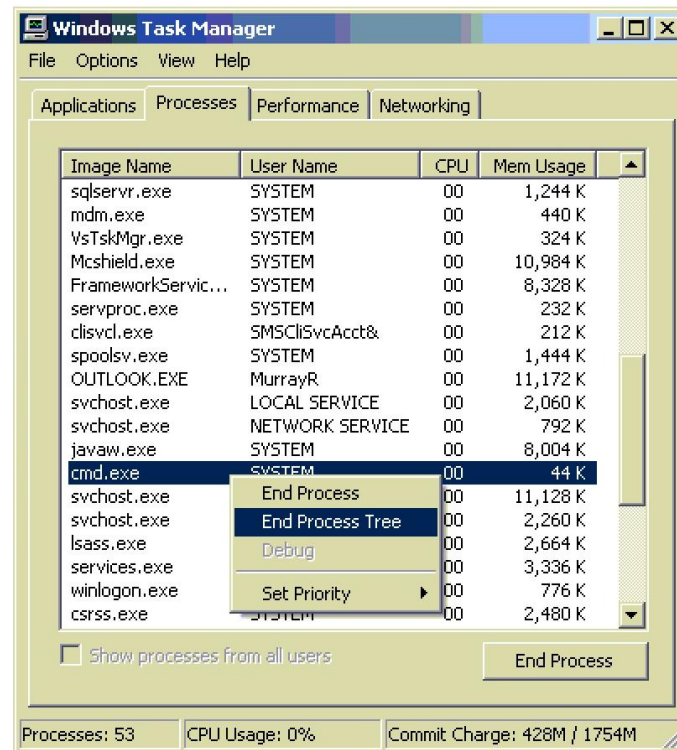 Windows Task Manager
File Options View Help
Applications Processes Performance Networking
Image Name User Name CPU Mem Usage
sqlservr.exe SYSTEM 00 1,244 K
mdm.exe SYSTEM 00 440 K
VsTskMgr.exe SYSTEM 00 324 K
Mcshield.exe SYSTEM 00 10,984 K
FrameworkServic... SYSTEM 00 8,328 K
servproc.exe SYSTEM 00 232 K
clisvcl.exe SMSCliSvcAcct& 00 212 K
spoolsv.exe SYSTEM 00 1,444 K
OUTLOOK.EXE MurrayR 00 11,172 K
svchost.exe LOCAL SERVICE 00 2,060 K
svchost.exe NETWORK SERVICE 00 792 K
javaw.exe SYSTEM 00 8,004 K
cmd.exe SYSTEM 00 44 K
svchost.exe End Process 00 11,128 K
svchost.exe End Process Tree 00 2,260 K
lsass.exe Debug 00 2,664 K
services.exe 00 3,336 K
winlogon.exe Set Priority 00 776 K
csrss.exe SYSTEM 00 2,480 K
Show processes from all users End Process
Processes: 53 CPU Usage: 0% Commit Charge: 428M / 1754M